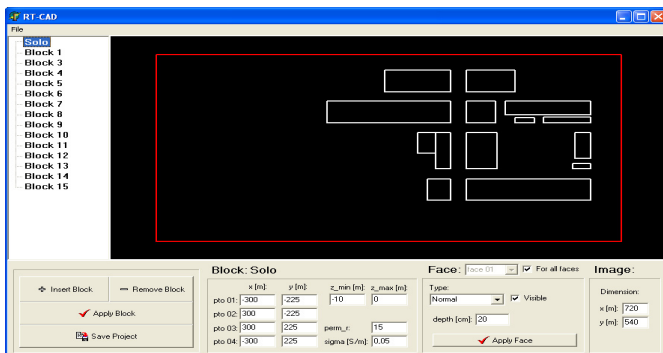 RT-CAD
File
Solo
Block 1
Block 3
Block 4
Block 5
Block 6
Block 7
Block 8
Block 9
Block 10
Block 11
Block 12
Block 13
Block 14
Block 15
Insert Block
Remove Block
Apply Block
Save Project
Block: Solo
x [m]: y [m]: z_min [m]: z_max [m]:
pto 01: -300 -225 -10 0
pto 02: 300 -225
pto 03: 300 225 perm_r: 15
pto 04: -300 225 sigma [S/m]: 0,05
Face: face 01 For all faces
Type:
Normal Visible
depth [cm]: 20
Apply Face
Image:
Dimension:
x [m]: 720
y [m]: 540